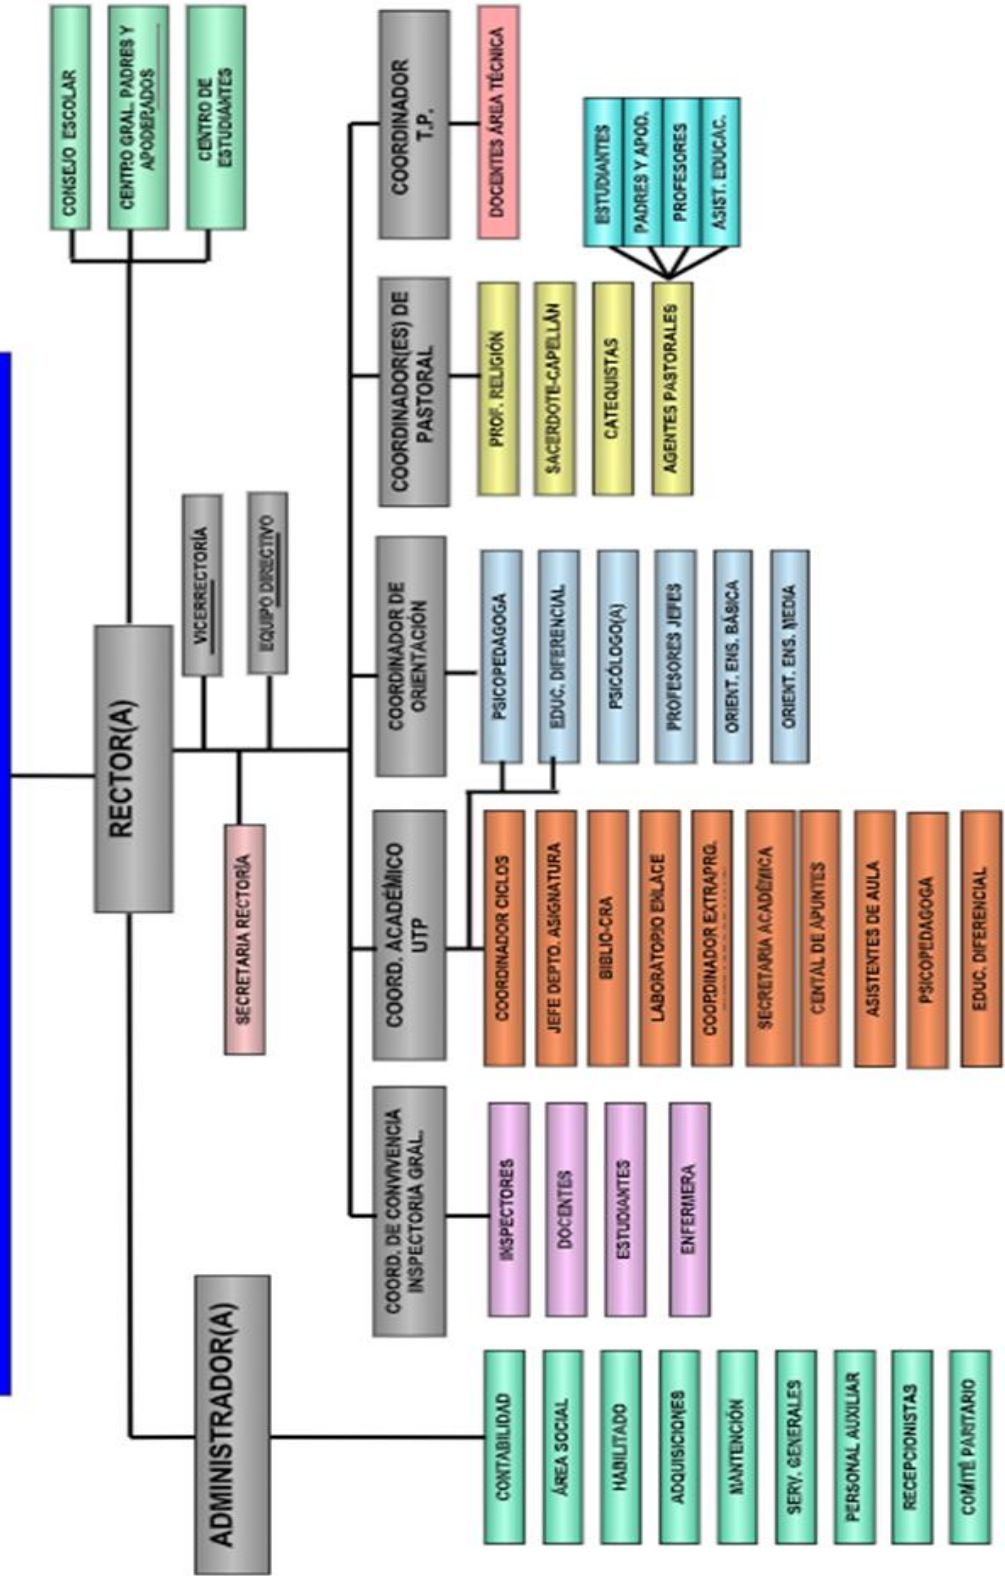 CONSEJO ESCOLAR
CENTRO GRAL. PADRES Y
APODERADOS
CENTRO DE
ESTUDIANTES
RECTOR(A)
VICERRECTORÍA
EQUIPO DIRECTIVO
SECRETARIA RECTORÍA
ADMINISTRADOR(A)
CONTABILIDAD
ÁREA SOCIAL
HABILITADO
ADQUISICIONES
MANTENCIÓN
SERV. GENERALES
PERSONAL AUXILIAR
RECEPCIONISTAS
COMITÉ PARITARIO
COORD. DE CONVIVENCIA
INSPECTORIA GRAL.
INSPECTORES
DOCENTES
ESTUDIANTES
ENFERMERA
COORD. ACADÉMICO
UTP
COORDINADOR CICLOS
JEFE DEPTO. ASIGNATURA
BIBLIO-CRA
LABORATORIO ENLACE
COORDINADOR EXTRAPRG.
SECRETARIA ACADÉMICA
CENTAL DE APUNTES
ASISTENTES DE AULA
PSICOPEDAGOGA
EDUC. DIFERENCIAL
COORDINADOR DE
ORIENTACIÓN
PSICOPEDAGOGA
EDUC. DIFERENCIAL
PSICÓLOGO(A)
PROFESORES JEFES
ORIENT. ENS. BÁSICA
ORIENT. ENS. MEDIA
COORDINADOR(ES) DE
PASTORAL
PROF. RELIGIÓN
SACERDOTE-CAPELLÁN
CATEQUISTAS
AGENTES PASTORALES
ESTUDIANTES
PADRES Y APOD.
PROFESORES
ASIST. EDUCAC.
COORDINADOR
T.P.
DOCENTES ÁREA TÉCNICA